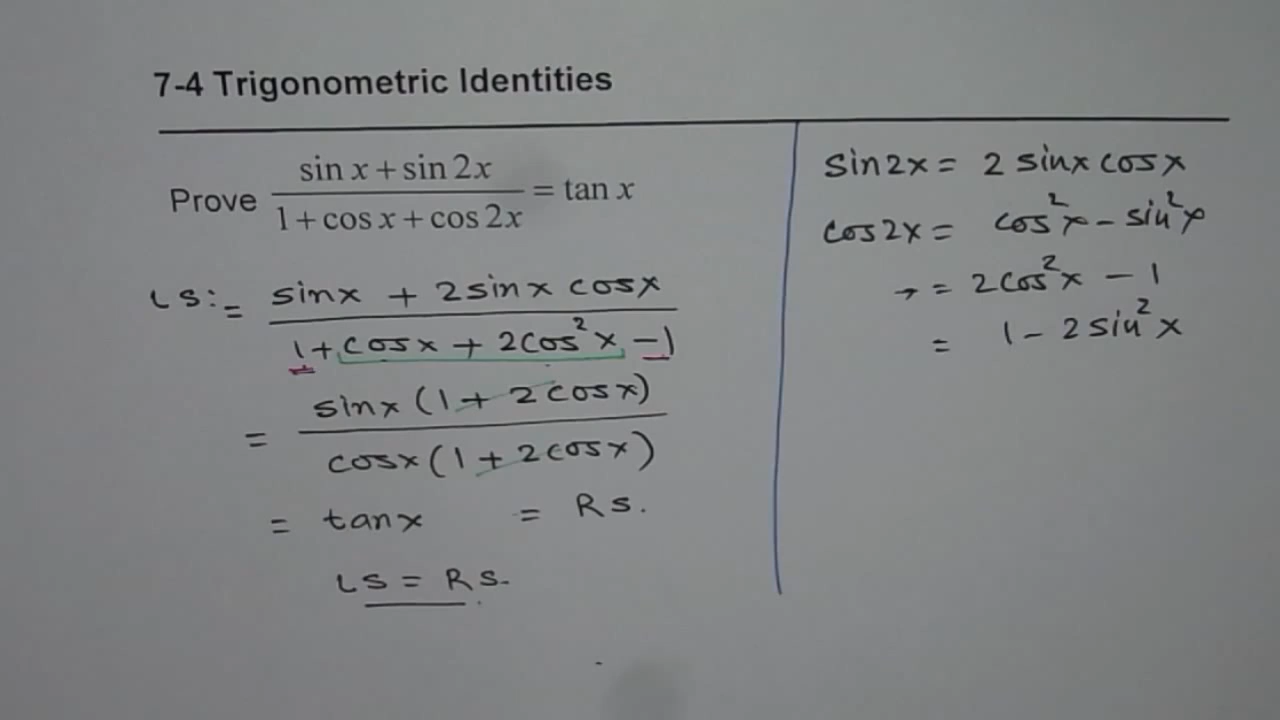 7-4 Trigonometric Identities
Prove (sin x + sin 2x) / (1 + cos x + cos 2x) = tan x
LS:- = (sinx + 2sinx cosx) / (1 + cosx + 2cos²x - 1)
= sinx (1 + 2cosx) / cosx (1 + 2cosx)
= tanx = RS.
LS = RS.
sin2x = 2 sinx cosx
cos2x = cos²x - sin²x
→ = 2cos²x - 1
= 1 - 2sin²x